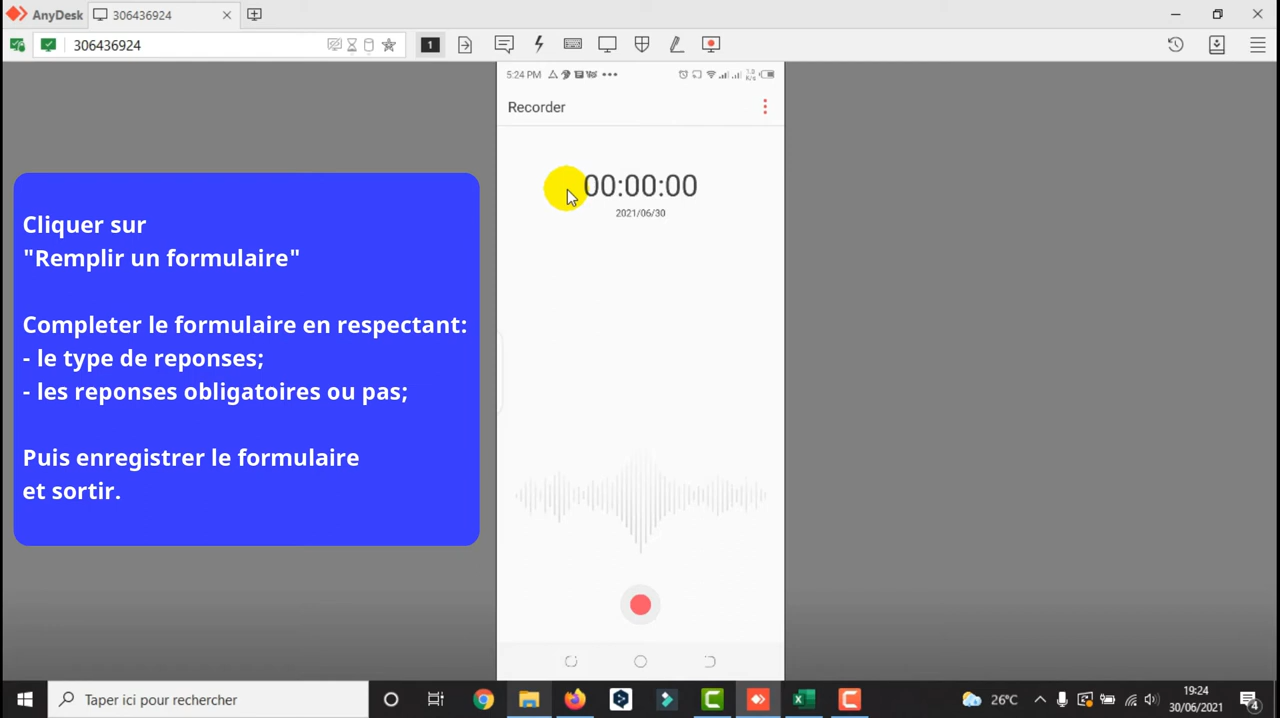 AnyDesk
306436924
306436924
1
5:24 PM
Recorder
00:00:00
2021/06/30
Cliquer sur
"Remplir un formulaire"
Completer le formulaire en respectant:
- le type de reponses;
- les reponses obligatoires ou pas;
Puis enregistrer le formulaire
et sortir.
Taper ici pour rechercher
26°C
19:24
30/06/2021
4